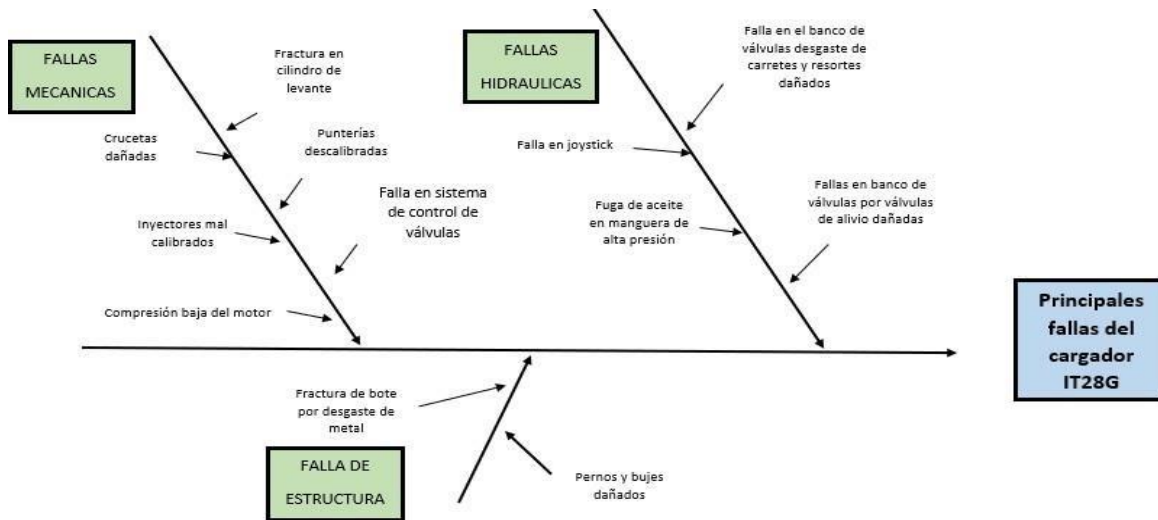 FALLAS
MECANICAS
Fractura en
cilindro de
levante
Crucetas
dañadas
Punterías
descalibradas
Inyectores mal
calibrados
Falla en sistema
de control de
válvulas
Compresión baja del motor
FALLAS
HIDRAULICAS
Falla en el banco de
válvulas desgaste de
carretes y resortes
dañados
Falla en joystick
Fuga de aceite
en manguera de
alta presión
Fallas en banco de
válvulas por válvulas
de alivio dañadas
Principales
fallas del
cargador
IT28G
Fractura de bote
por desgaste de
metal
FALLA DE
ESTRUCTURA
Pernos y bujes
dañados